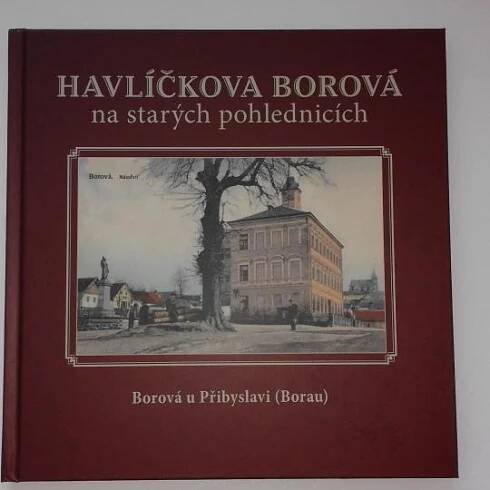 HAVLÍČKOVA BOROVÁ
na starých pohlednicích
Borová. Náměstí
Borová u Přibyslavi (Borau)